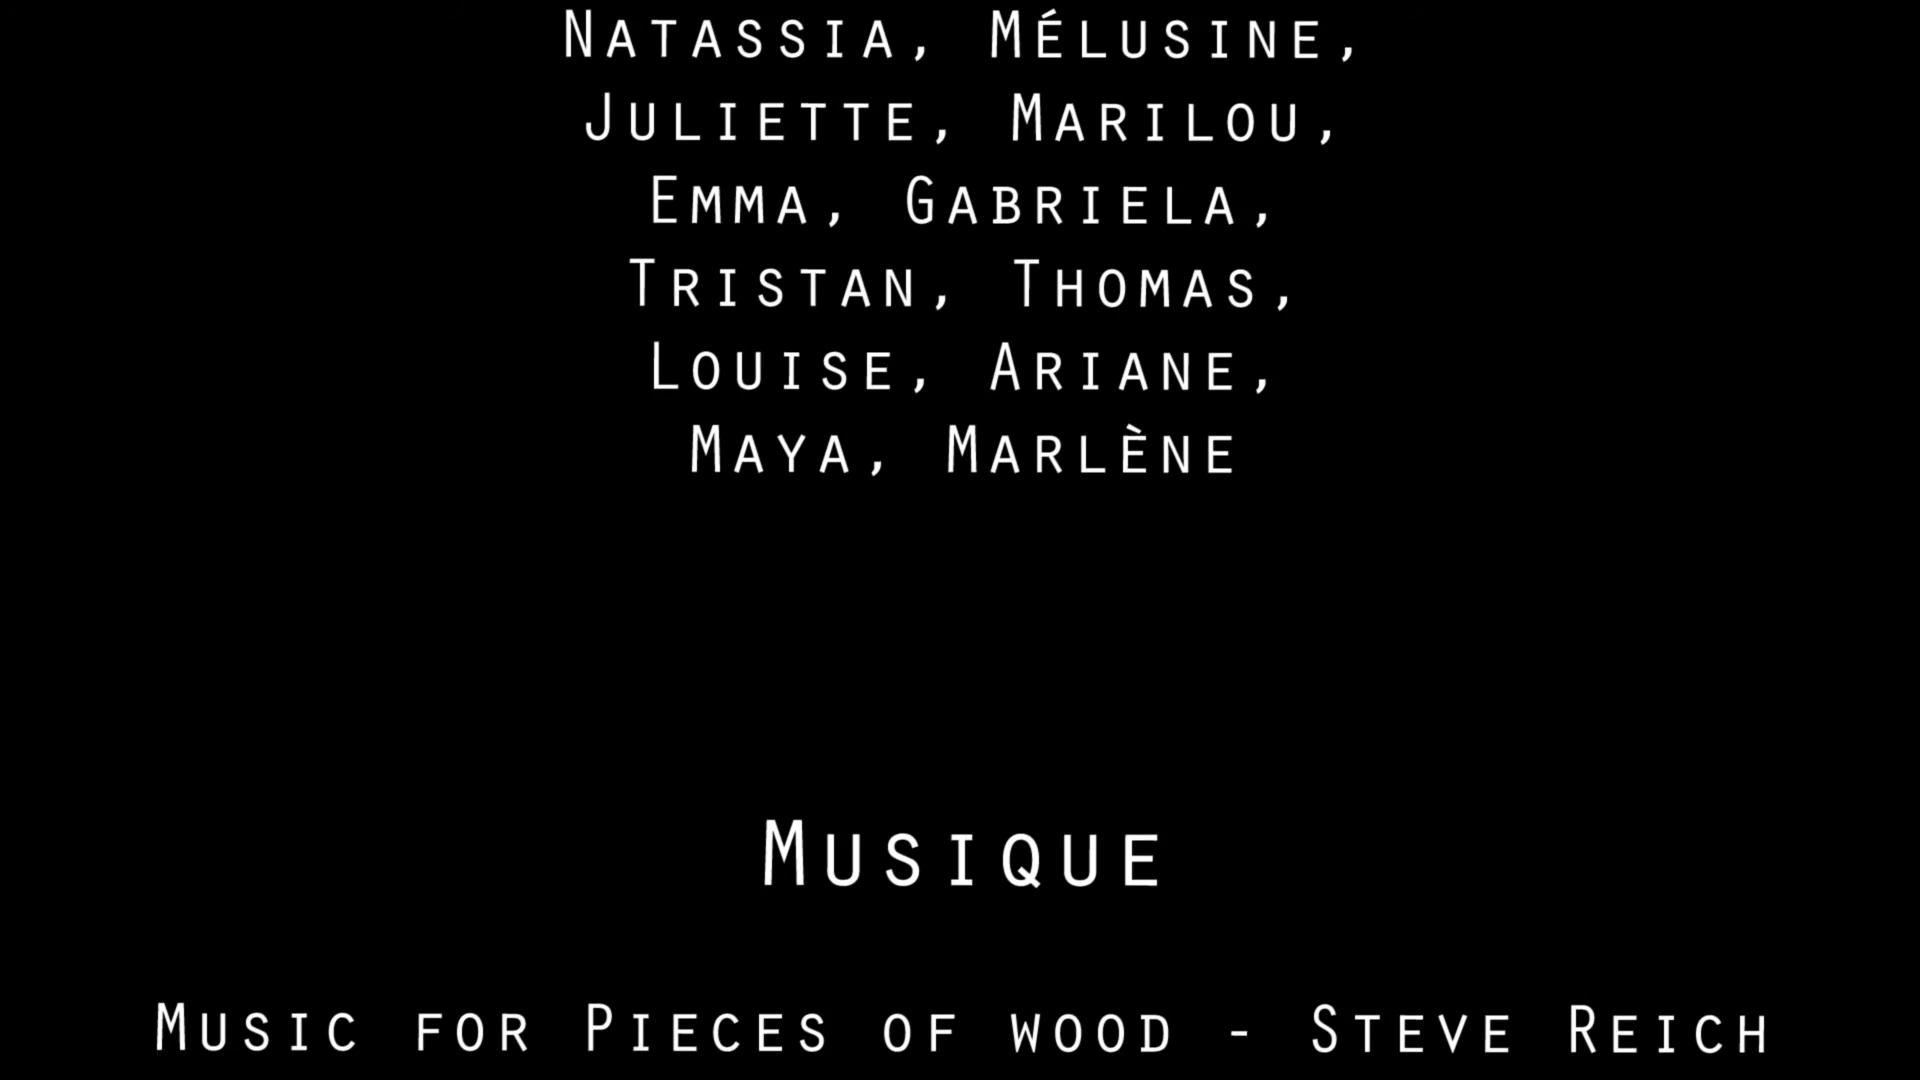 Natassia, Mélusine,
Juliette, Marilou,
Emma, Gabriela,
Tristan, Thomas,
Louise, Ariane,
Maya, Marlène
Musique
Music for Pieces of wood - Steve Reich